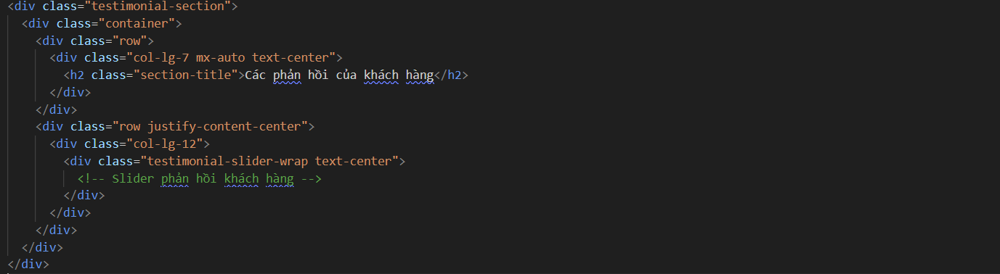 <div class="testimonial-section">
  <div class="container">
    <div class="row">
      <div class="col-lg-7 mx-auto text-center">
        <h2 class="section-title">Các phản hồi của khách hàng</h2>
      </div>
    </div>
    <div class="row justify-content-center">
      <div class="col-lg-12">
        <div class="testimonial-slider-wrap text-center">
          <!-- Slider phản hồi khách hàng -->
        </div>
      </div>
    </div>
  </div>
</div>